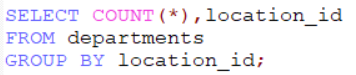 SELECT COUNT(*),location_id
FROM departments
GROUP BY location_id;